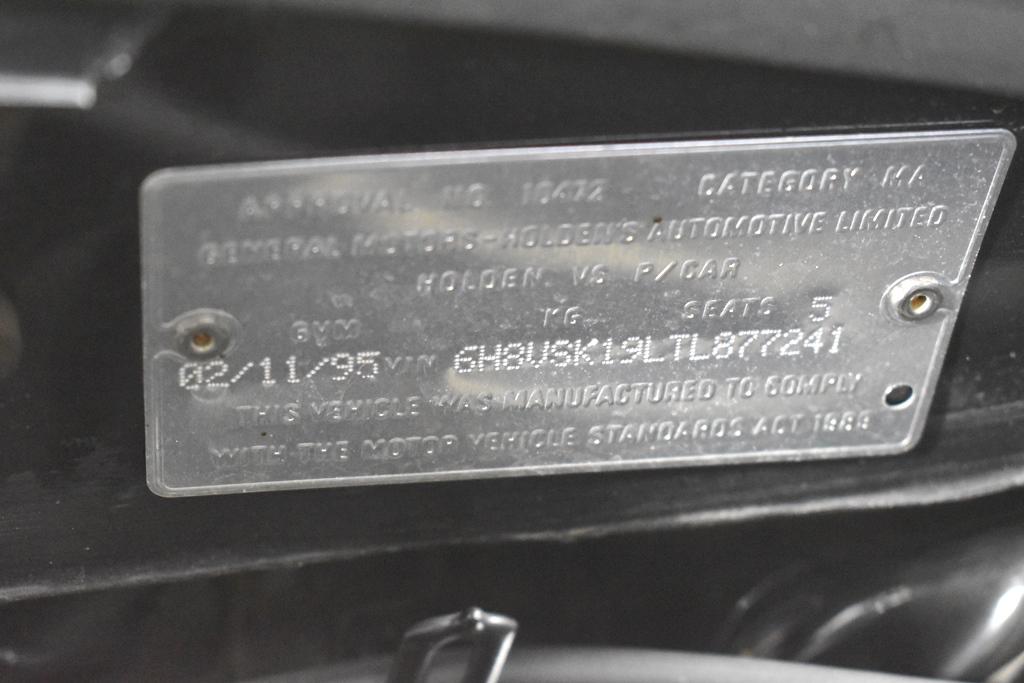 APPROVAL NO 10472 CATEGORY MA
GENERAL MOTORS-HOLDEN'S AUTOMOTIVE LIMITED
HOLDEN VS P/CAR
GVM KG SEATS 5
02/11/95 VIN 6H8VSK19LTL877241
THIS VEHICLE WAS MANUFACTURED TO COMPLY
WITH THE MOTOR VEHICLE STANDARDS ACT 1989